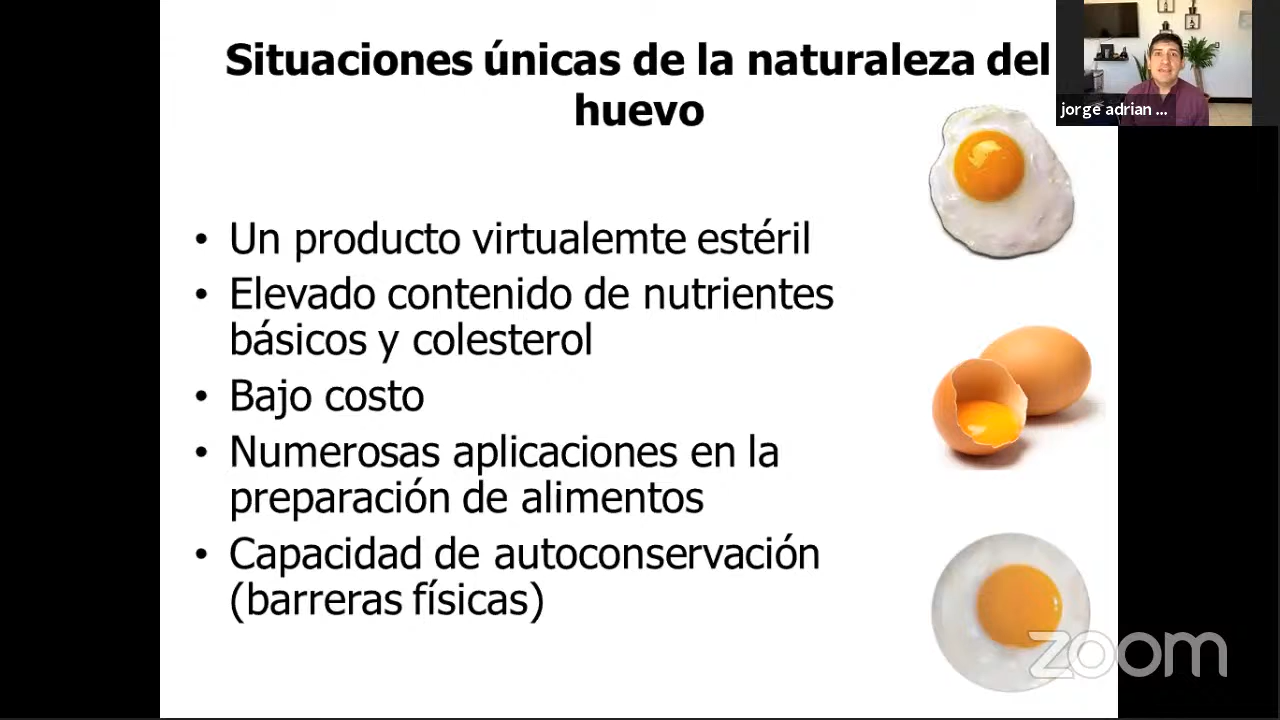 Situaciones únicas de la naturaleza del
huevo
jorge adrian ...
• Un producto virtualemte estéril
• Elevado contenido de nutrientes
básicos y colesterol
• Bajo costo
• Numerosas aplicaciones en la
preparación de alimentos
• Capacidad de autoconservación
(barreras físicas)
zoom